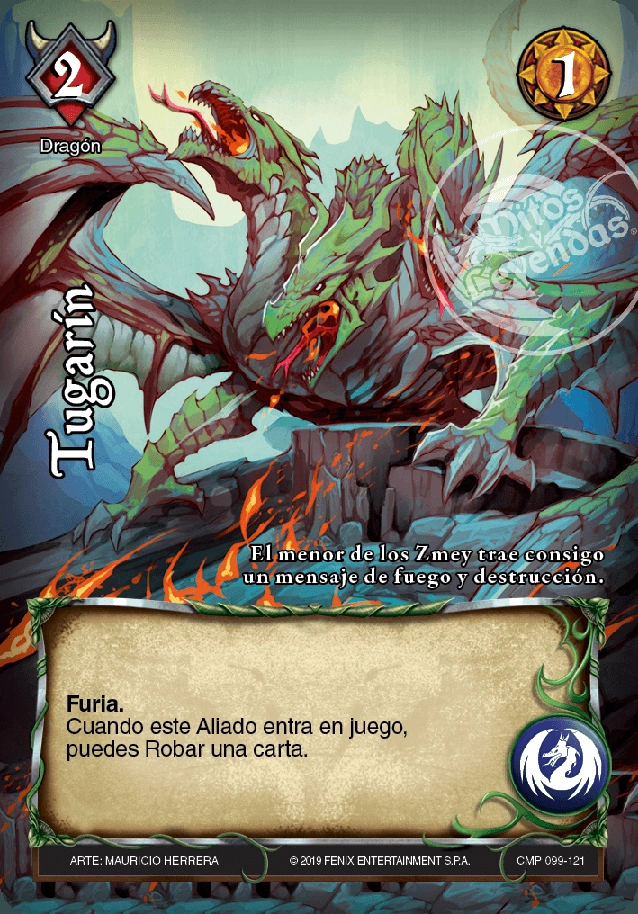 2
1
Dragón
Mitos
y
Leyendas
®
Tugarín
El menor de los Zmey trae consigo
un mensaje de fuego y destrucción.
Furia.
Cuando este Aliado entra en juego,
puedes Robar una carta.
ARTE: MAURICIO HERRERA
© 2019 FENIX ENTERTAINMENT S.P.A.
CMP 099-121